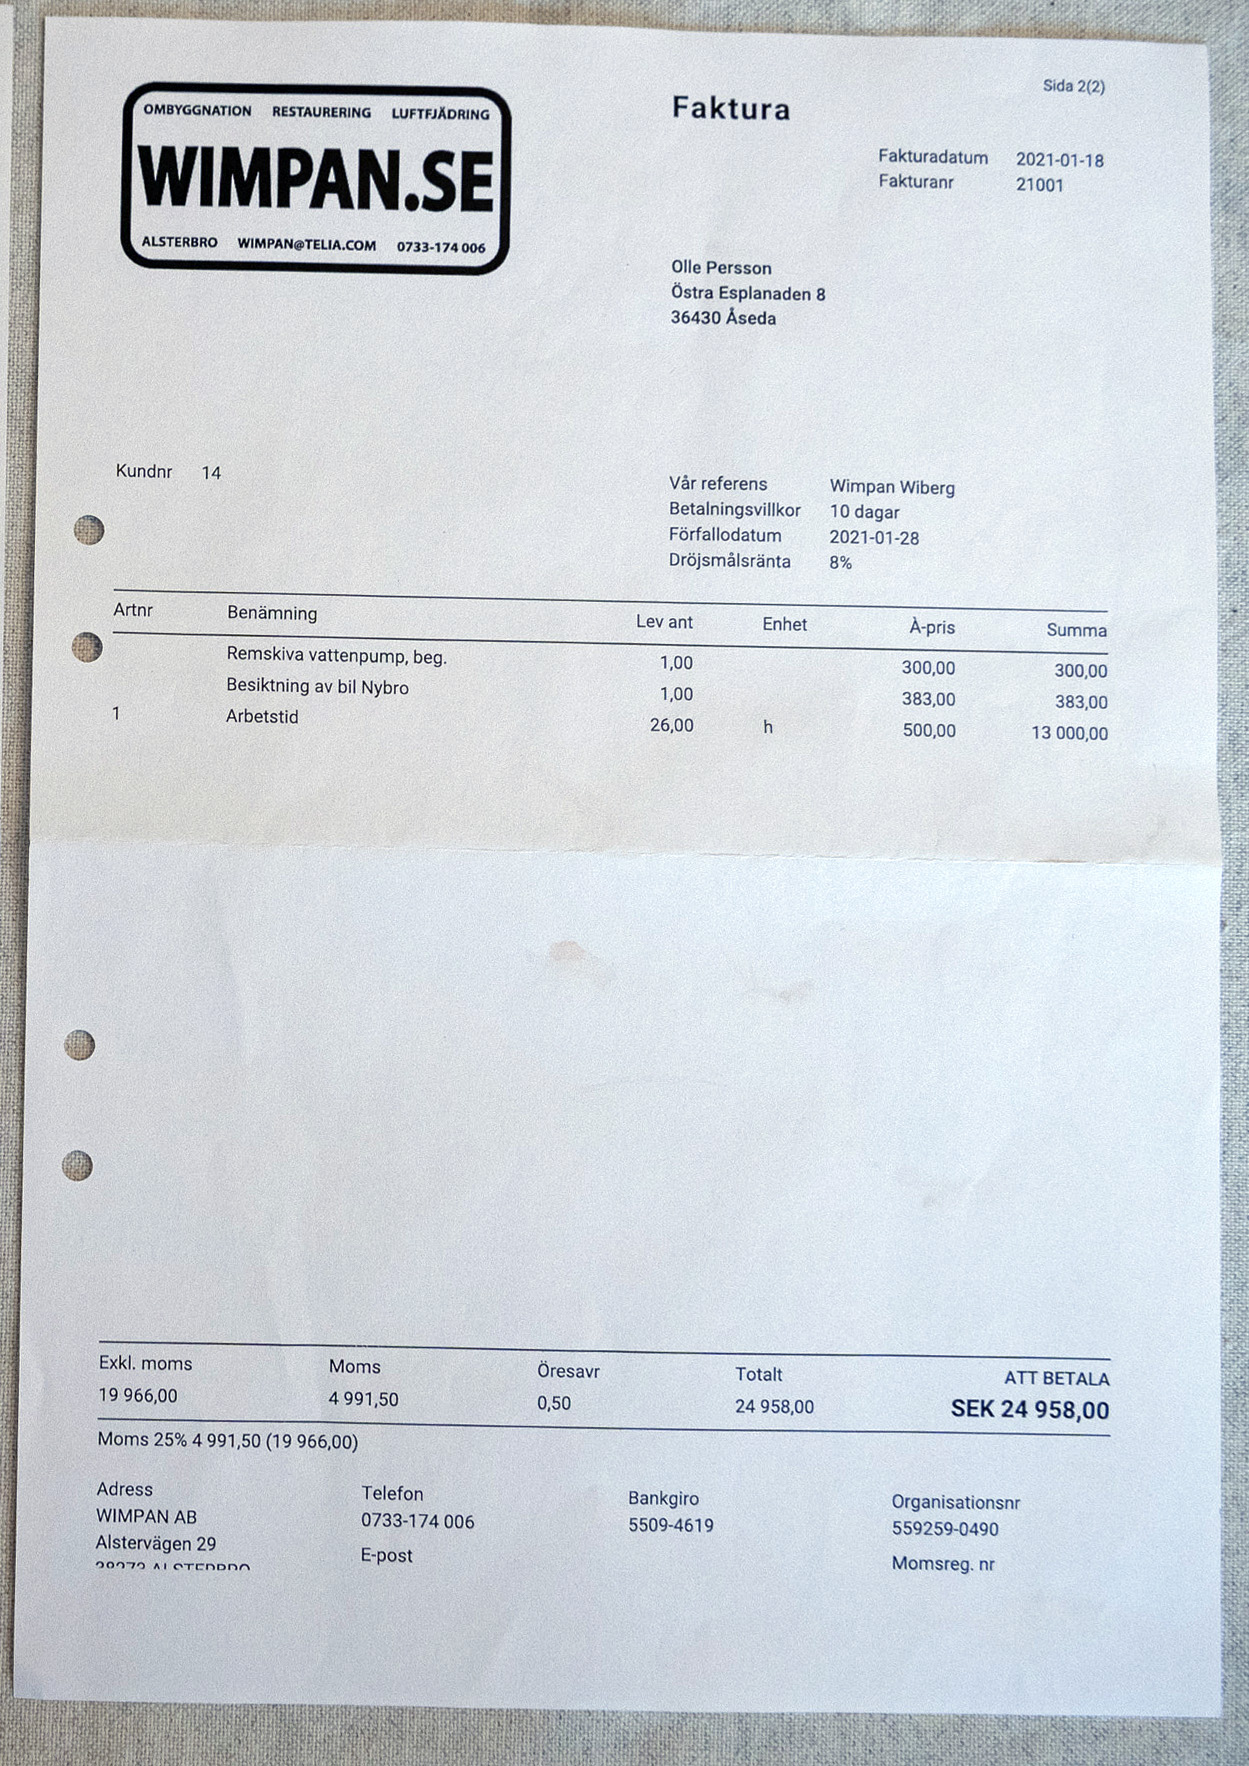 Sida 2(2)
OMBYGGNATION RESTAURERING LUFTFJÄDRING
WIMPAN.SE
ALSTERBRO WIMPAN@TELIA.COM 0733-174 006
Faktura
Fakturadatum 2021-01-18
Fakturanr 21001
Olle Persson
Östra Esplanaden 8
36430 Åseda
Kundnr 14
Vår referens Wimpan Wiberg
Betalningsvillkor 10 dagar
Förfallodatum 2021-01-28
Dröjsmålsränta 8%
Artnr Benämning Lev ant Enhet À-pris Summa
Remskiva vattenpump, beg. 1,00 300,00 300,00
Besiktning av bil Nybro 1,00 383,00 383,00
1 Arbetstid 26,00 h 500,00 13 000,00
Exkl. moms Moms Öresavr Totalt ATT BETALA
19 966,00 4 991,50 0,50 24 958,00 SEK 24 958,00
Moms 25% 4 991,50 (19 966,00)
Adress Telefon Bankgiro Organisationsnr
WIMPAN AB 0733-174 006 5509-4619 559259-0490
Alstervägen 29 E-post Momsreg. nr